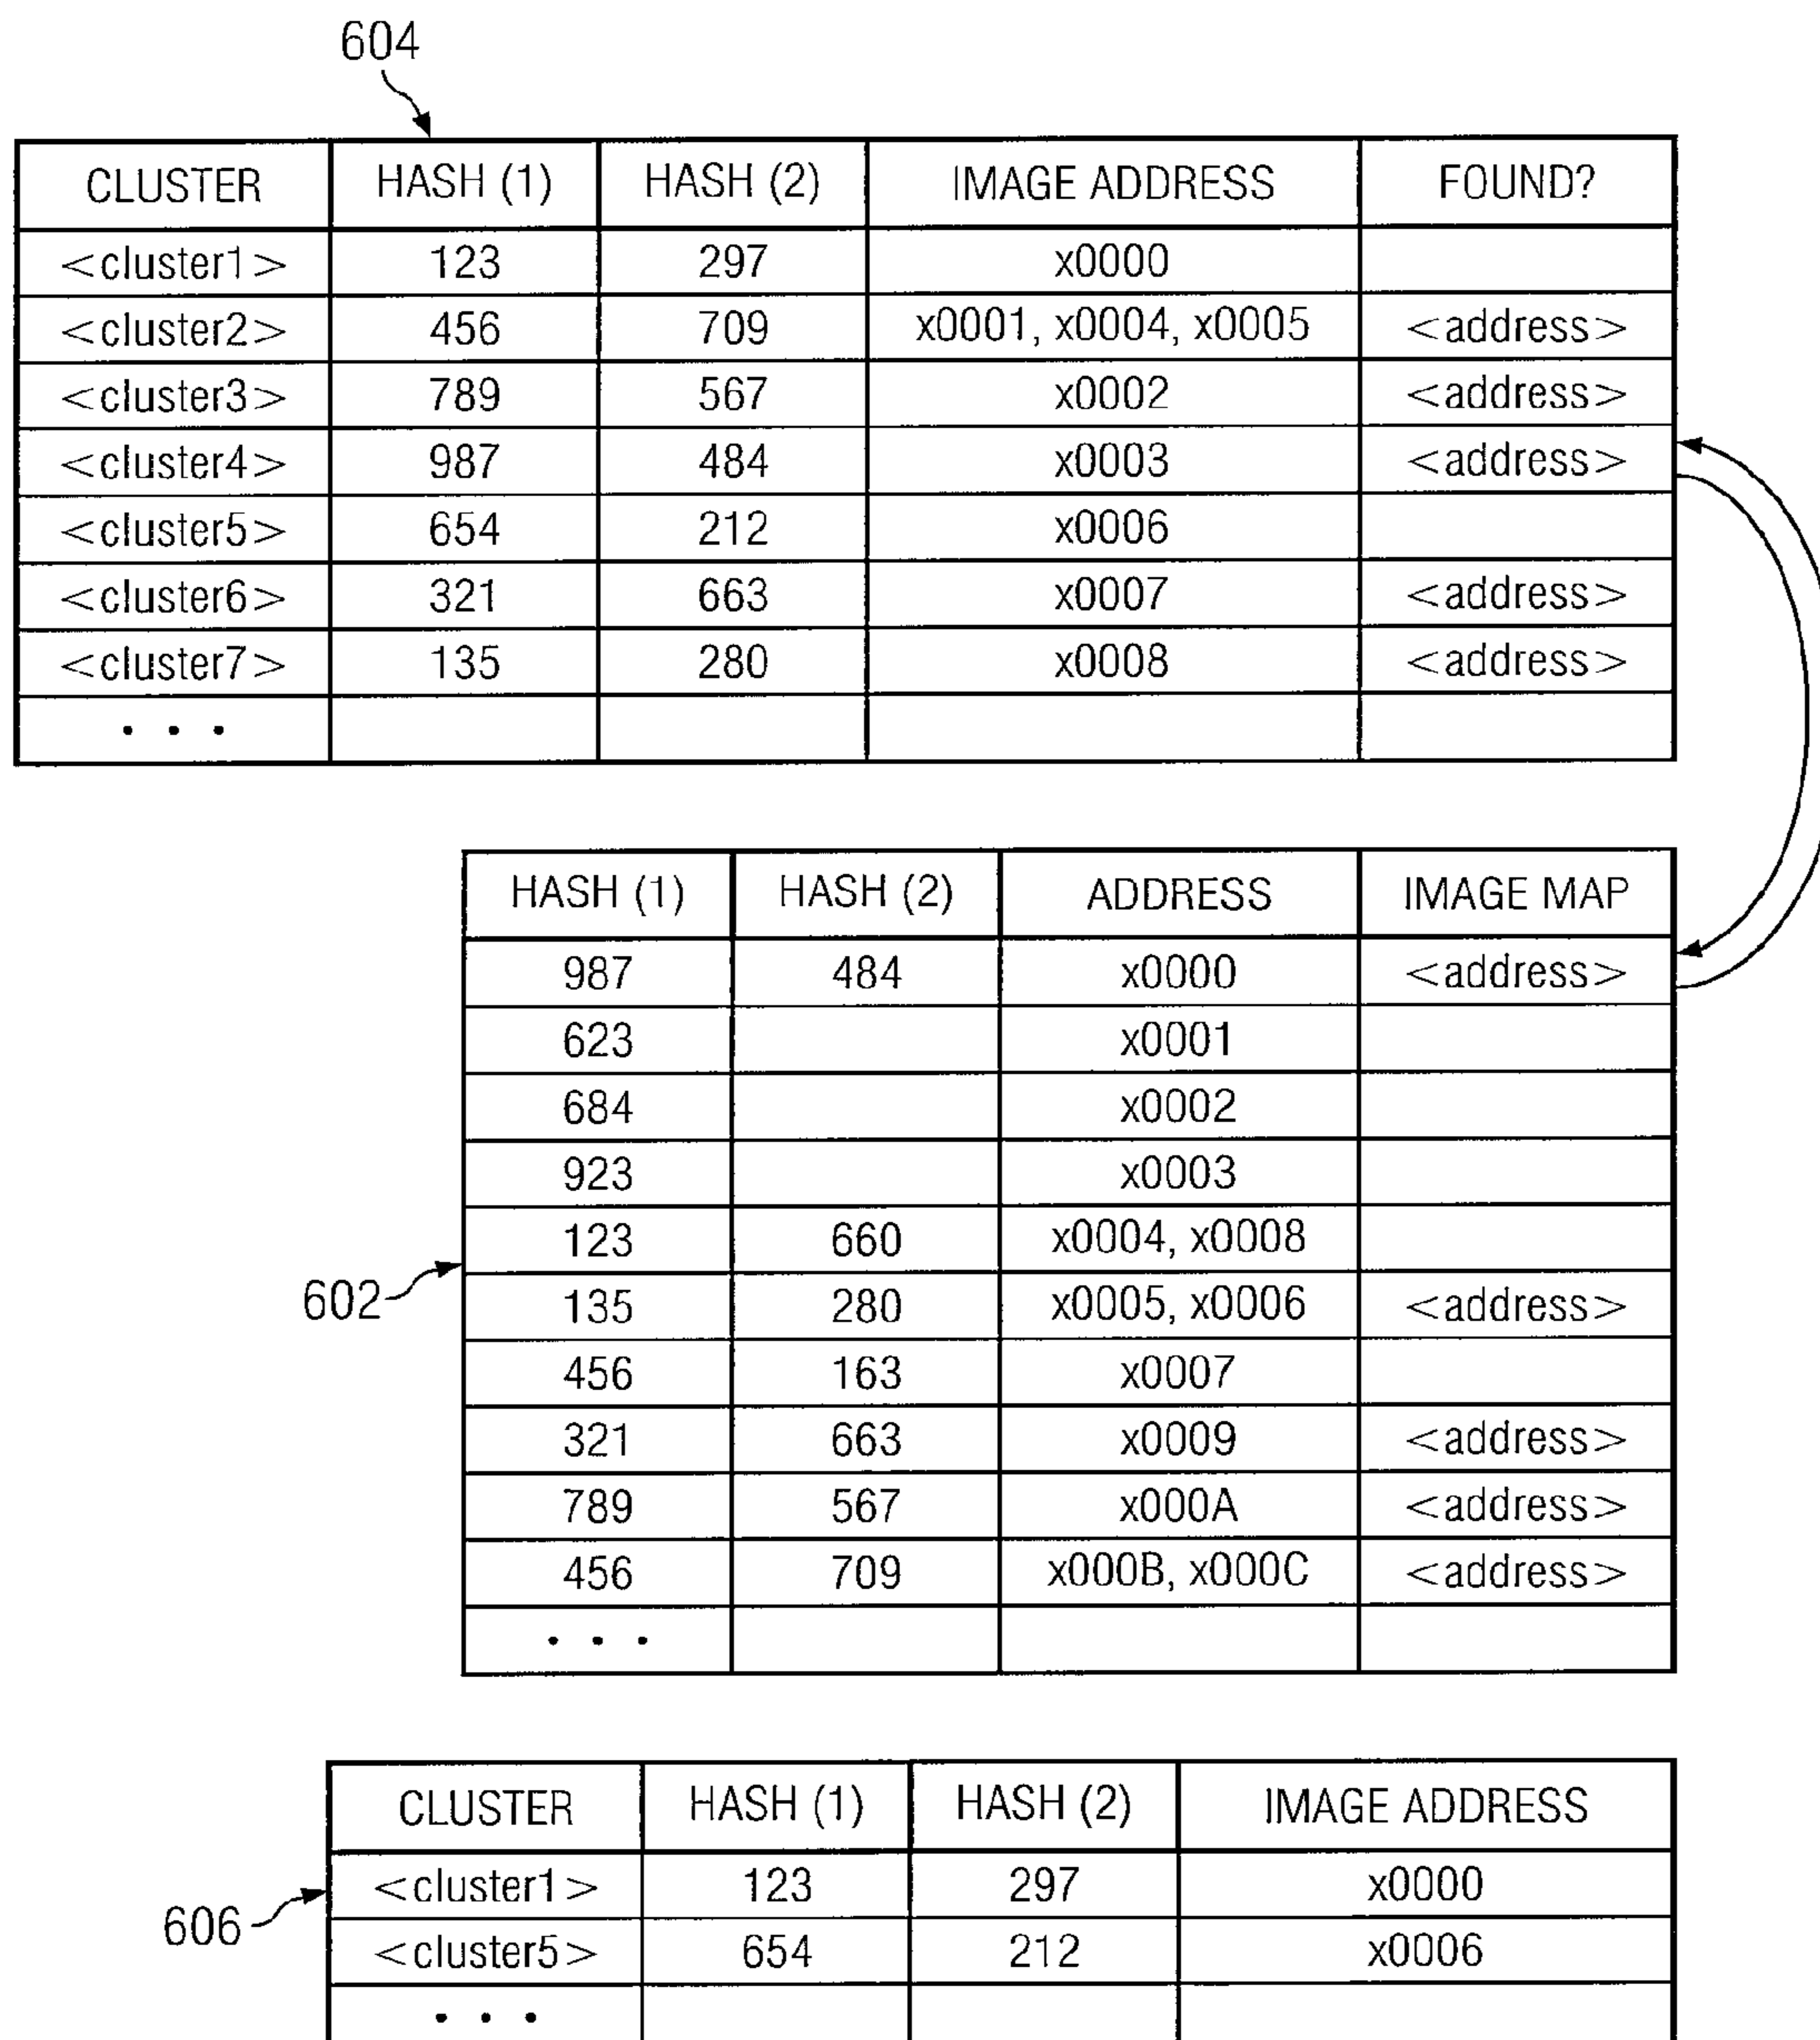 604
CLUSTER HASH (1) HASH (2) IMAGE ADDRESS FOUND?
<cluster1> 123 297 x0000
<cluster2> 456 709 x0001, x0004, x0005 <address>
<cluster3> 789 567 x0002 <address>
<cluster4> 987 484 x0003 <address>
<cluster5> 654 212 x0006
<cluster6> 321 663 x0007 <address>
<cluster7> 135 280 x0008 <address>
. . .
HASH (1) HASH (2) ADDRESS IMAGE MAP
987 484 x0000 <address>
623 x0001
684 x0002
923 x0003
123 660 x0004, x0008
602
135 280 x0005, x0006 <address>
456 163 x0007
321 663 x0009 <address>
789 567 x000A <address>
456 709 x000B, x000C <address>
. . .
CLUSTER HASH (1) HASH (2) IMAGE ADDRESS
<cluster1> 123 297 x0000
606
<cluster5> 654 212 x0006
. . .